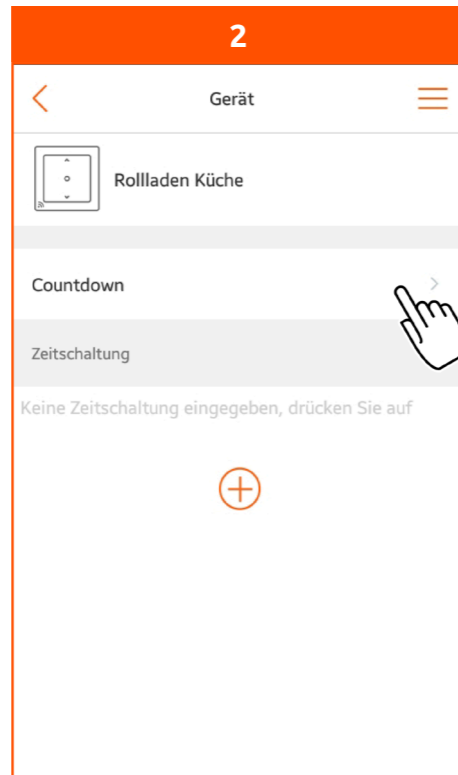 2
Gerät
Rollladen Küche
Countdown
Zeitschaltung
Keine Zeitschaltung eingegeben, drücken Sie auf